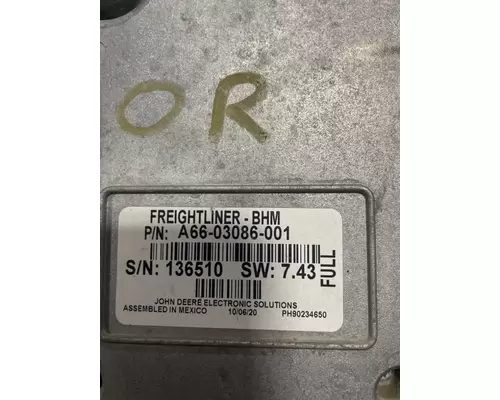 OR
FREIGHTLINER - BHM
P/N: A66-03086-001
S/N: 136510 SW: 7.43 FULL
JOHN DEERE ELECTRONIC SOLUTIONS
ASSEMBLED IN MEXICO 10/06/20 PH90234650